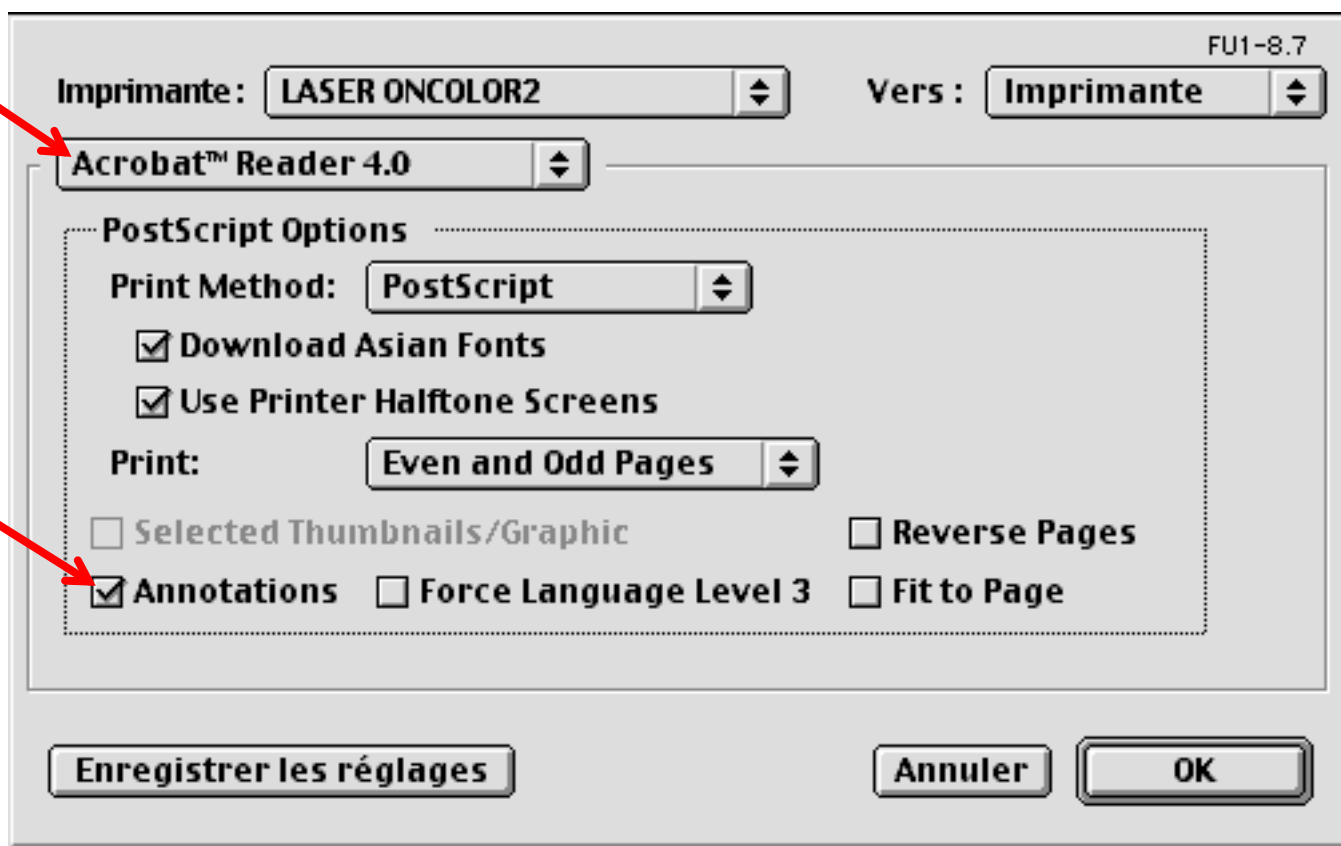 FU1-8.7
Imprimante: LASER ONCOLOR2 Vers : Imprimante
Acrobat™ Reader 4.0
PostScript Options
Print Method: PostScript
Download Asian Fonts
Use Printer Halftone Screens
Print: Even and Odd Pages
Selected Thumbnails/Graphic Reverse Pages
Annotations Force Language Level 3 Fit to Page
Enregistrer les réglages Annuler OK